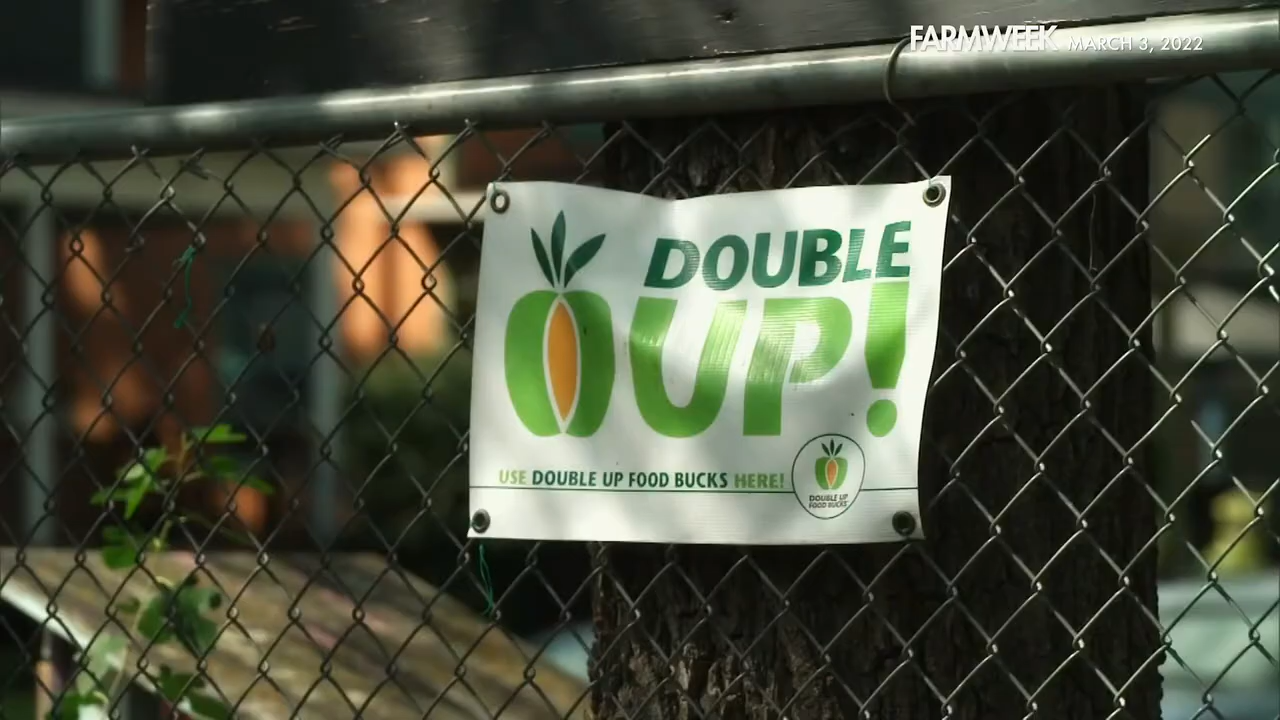 FARMWEEK MARCH 3, 2022
DOUBLE
UP!
USE DOUBLE UP FOOD BUCKS HERE!
DOUBLE UP
FOOD BUCKS